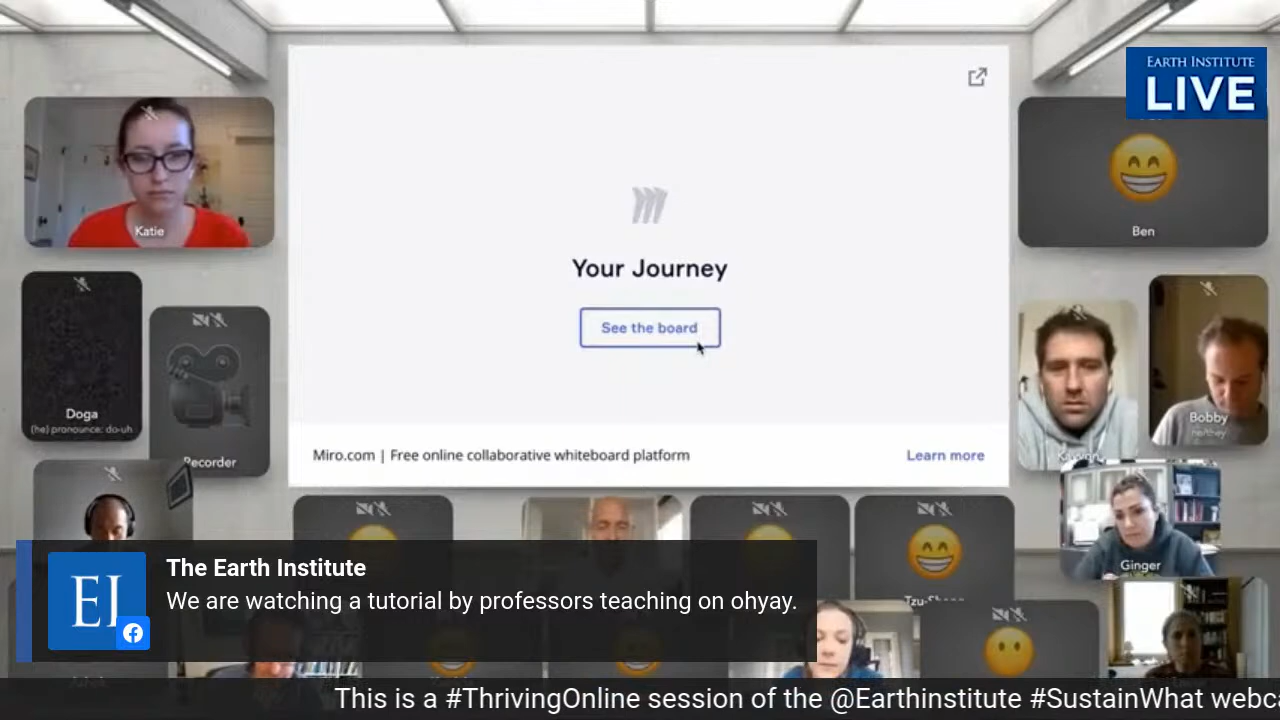 EARTH INSTITUTE
LIVE
Katie
Ben
Your Journey
See the board
Doga
(he) pronounce: do-uh
Recorder
Bobby
he/they
Miro.com | Free online collaborative whiteboard platform
Learn more
Ginger
EI
The Earth Institute
We are watching a tutorial by professors teaching on ohyay.
This is a #ThrivingOnline session of the @Earthinstitute #SustainWhat webca